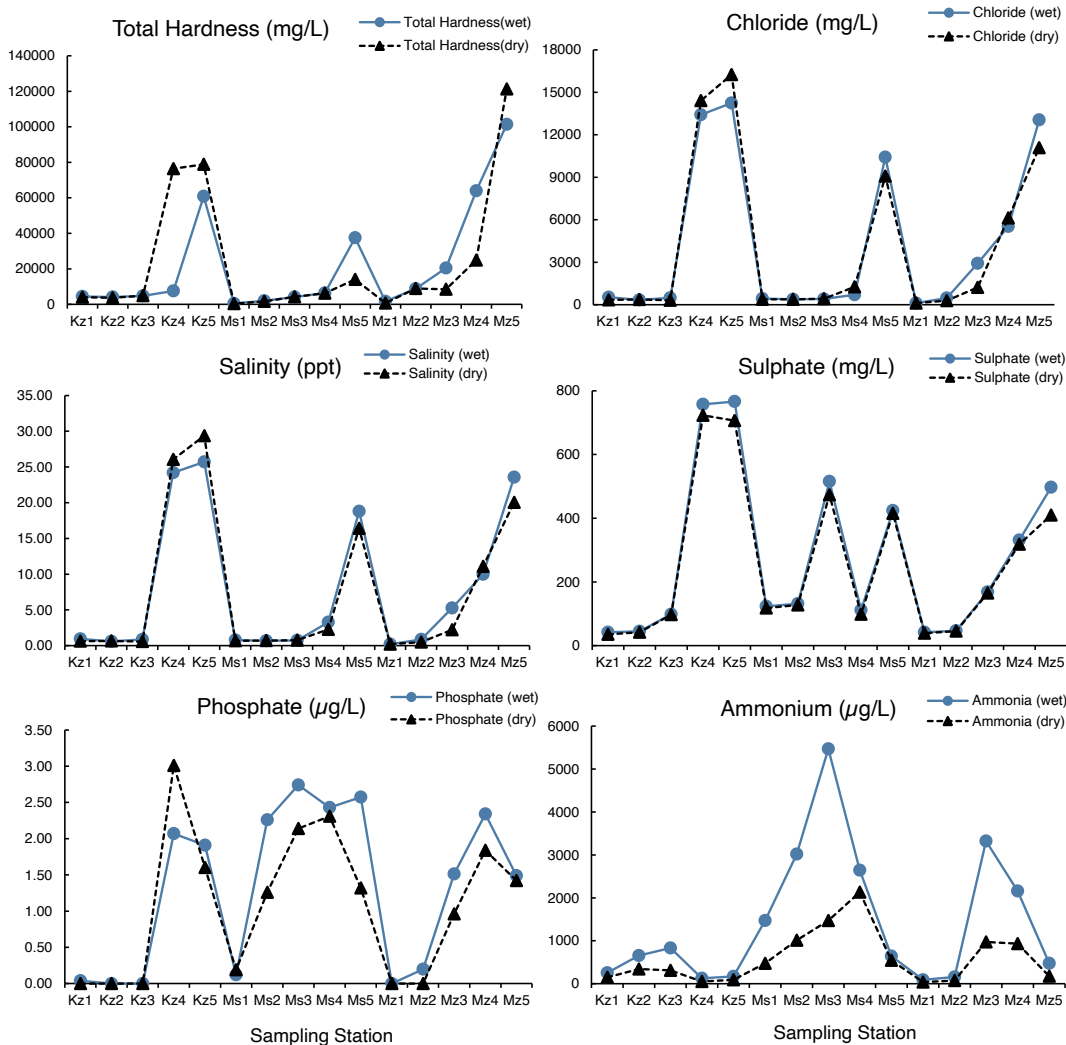 Total Hardness (mg/L)
Total Hardness(wet)
Total Hardness(dry)
140000
120000
100000
80000
60000
40000
20000
0
Kz1 Kz2 Kz3 Kz4 Kz5 Ms1 Ms2 Ms3 Ms4 Ms5 Mz1 Mz2 Mz3 Mz4 Mz5
Chloride (mg/L)
Chloride (wet)
Chloride (dry)
18000
15000
12000
9000
6000
3000
0
Kz1 Kz2 Kz3 Kz4 Kz5 Ms1 Ms2 Ms3 Ms4 Ms5 Mz1 Mz2 Mz3 Mz4 Mz5
Salinity (ppt)
Salinity (wet)
Salinity (dry)
35.00
30.00
25.00
20.00
15.00
10.00
5.00
0.00
Kz1 Kz2 Kz3 Kz4 Kz5 Ms1 Ms2 Ms3 Ms4 Ms5 Mz1 Mz2 Mz3 Mz4 Mz5
Sulphate (mg/L)
Sulphate (wet)
Sulphate (dry)
800
600
400
200
0
Kz1 Kz2 Kz3 Kz4 Kz5 Ms1 Ms2 Ms3 Ms4 Ms5 Mz1 Mz2 Mz3 Mz4 Mz5
Phosphate (µg/L)
Phosphate (wet)
Phosphate (dry)
3.50
3.00
2.50
2.00
1.50
1.00
0.50
0.00
Kz1 Kz2 Kz3 Kz4 Kz5 Ms1 Ms2 Ms3 Ms4 Ms5 Mz1 Mz2 Mz3 Mz4 Mz5
Sampling Station
Ammonium (µg/L)
Ammonia (wet)
Ammonia (dry)
6000
5000
4000
3000
2000
1000
0
Kz1 Kz2 Kz3 Kz4 Kz5 Ms1 Ms2 Ms3 Ms4 Ms5 Mz1 Mz2 Mz3 Mz4 Mz5
Sampling Station